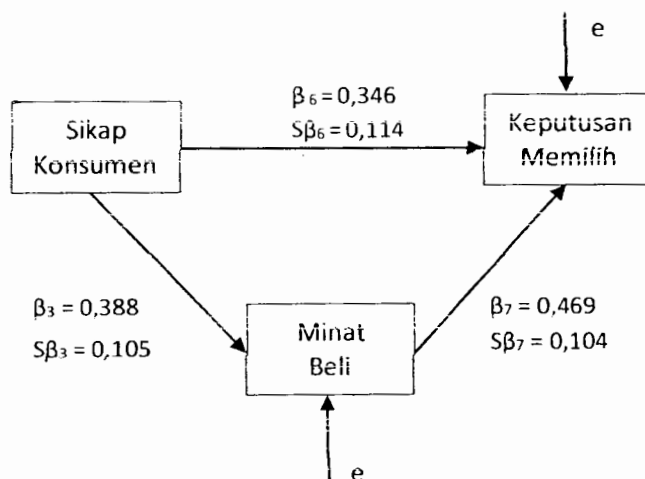 e
β₆ = 0,346
Sβ₆ = 0,114
Sikap
Konsumen
Keputusan
Memilih
β₃ = 0,388
Sβ₃ = 0,105
Minat
Beli
β₇ = 0,469
Sβ₇ = 0,104
e